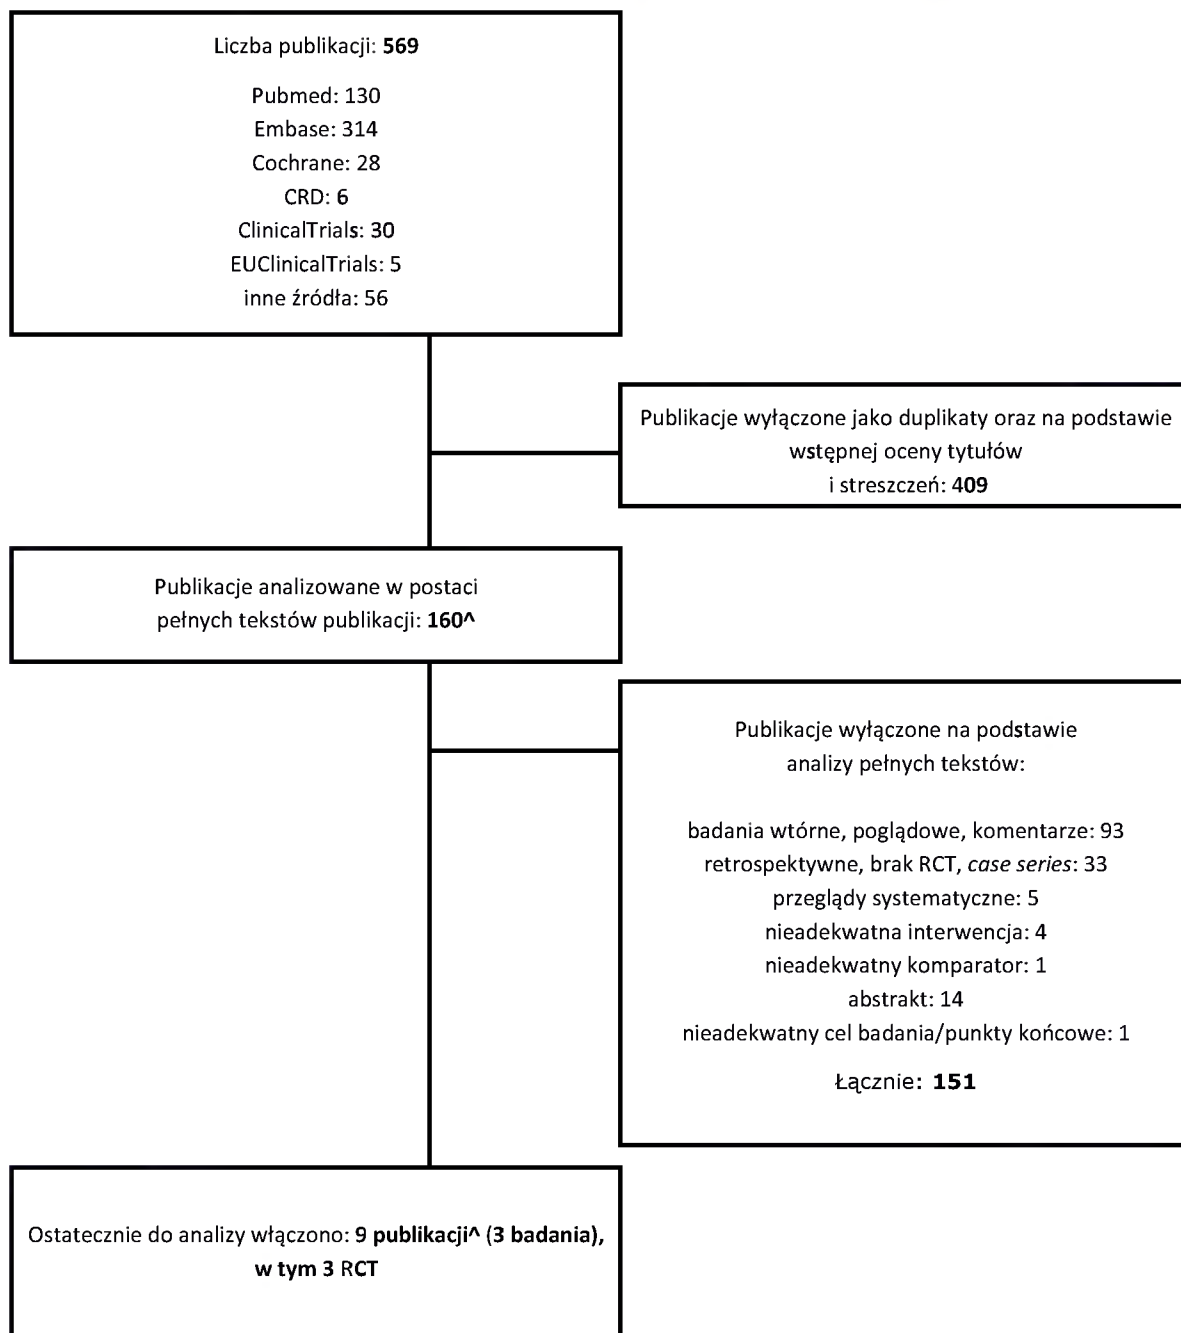 Liczba publikacji: 569
Pubmed: 130
Embase: 314
Cochrane: 28
CRD: 6
ClinicalTrials: 30
EUClinicalTrials: 5
inne źródła: 56
Publikacje wyłączone jako duplikaty oraz na podstawie
wstępnej oceny tytułów
i streszczeń: 409
Publikacje analizowane w postaci
pełnych tekstów publikacji: 160^
Publikacje wyłączone na podstawie
analizy pełnych tekstów:
badania wtórne, poglądowe, komentarze: 93
retrospektywne, brak RCT, case series: 33
przeglądy systematyczne: 5
nieadekwatna interwencja: 4
nieadekwatny komparator: 1
abstrakt: 14
nieadekwatny cel badania/punkty końcowe: 1
Łącznie: 151
Ostatecznie do analizy włączono: 9 publikacji^ (3 badania),
w tym 3 RCT